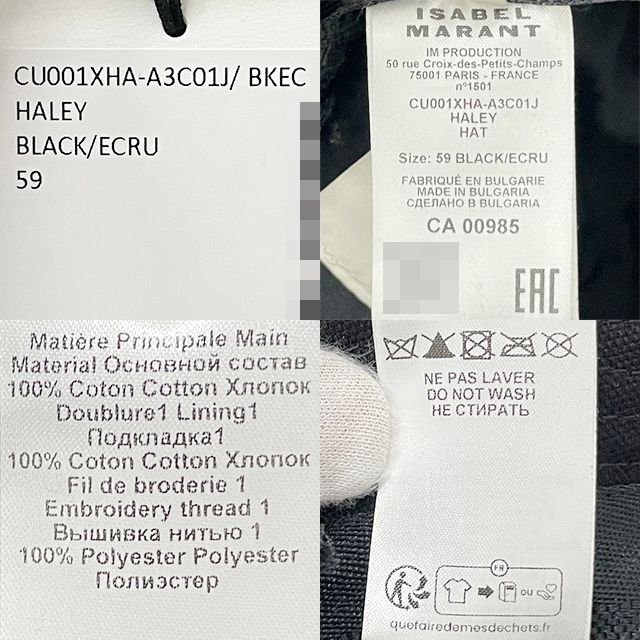 CU001XHA-A3C01J/ BKEC
HALEY
BLACK/ECRU
59
ISABEL
MARANT
IM PRODUCTION
50 rue Croix-des-Petits-Champs
75001 PARIS - FRANCE
n°1501
CU001XHA-A3C01J
HALEY
HAT
Size: 59 BLACK/ECRU
FABRIQUÉ EN BULGARIE
MADE IN BULGARIA
СДЕЛАНО В БУЛГАРИЯ
CA 00985
EAC
Matière Principale Main
Material Основной состав
100% Coton Cotton Хлопок
Doublure1 Lining1
Подкладка1
100% Coton Cotton Хлопок
Fil de broderie 1
Embroidery thread 1
Вышивка нитью 1
100% Polyester Polyester
Полиэстер
NE PAS LAVER
DO NOT WASH
НЕ СТИРАТЬ
FR
OU
quefairedemesdechets.fr